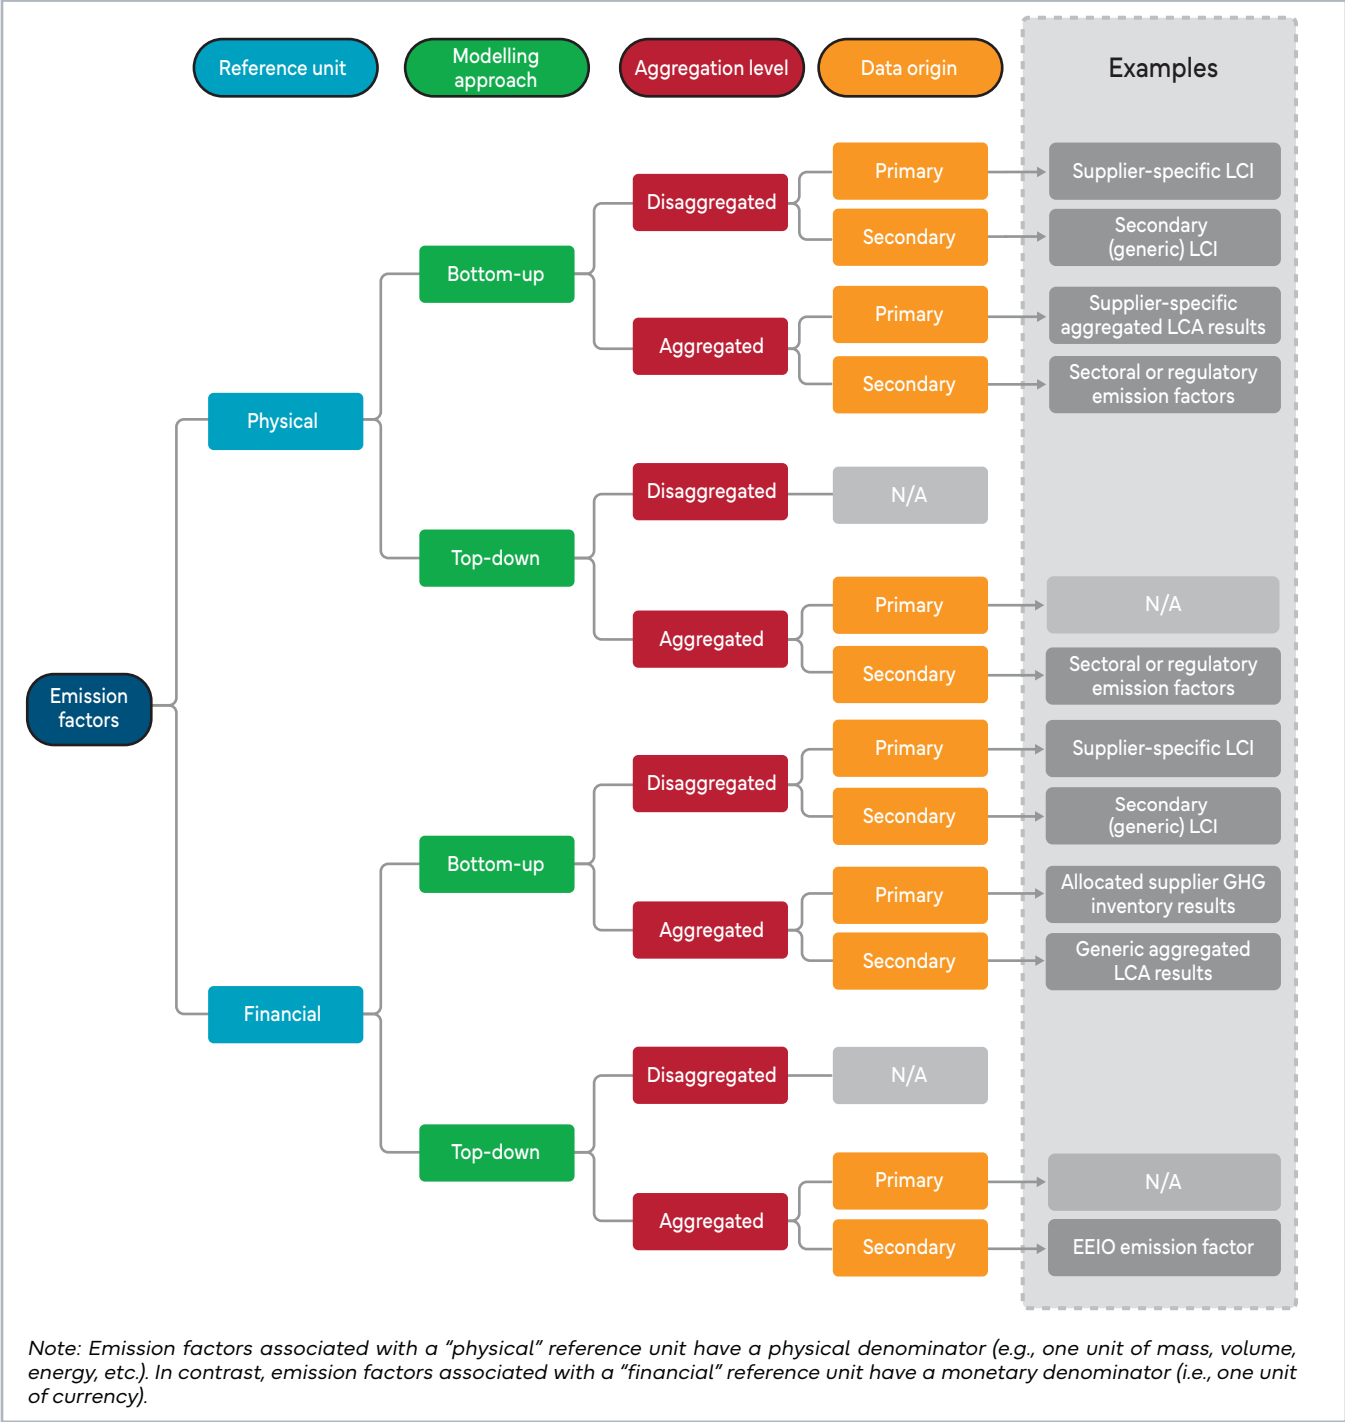 Reference unit
Modelling
approach
Aggregation level
Data origin
Examples
Primary
Supplier-specific LCI
Disaggregated
Secondary
Secondary
(generic) LCI
Bottom-up
Primary
Supplier-specific
aggregated LCA results
Aggregated
Secondary
Sectoral or regulatory
emission factors
Physical
Disaggregated
N/A
Top-down
Primary
N/A
Aggregated
Secondary
Sectoral or regulatory
emission factors
Emission
factors
Primary
Supplier-specific LCI
Disaggregated
Secondary
Secondary
(generic) LCI
Bottom-up
Primary
Allocated supplier GHG
inventory results
Aggregated
Secondary
Generic aggregated
LCA results
Financial
Disaggregated
N/A
Top-down
Primary
N/A
Aggregated
Secondary
EEIO emission factor
Note: Emission factors associated with a “physical” reference unit have a physical denominator (e.g., one unit of mass, volume,
energy, etc.). In contrast, emission factors associated with a “financial” reference unit have a monetary denominator (i.e., one unit
of currency).